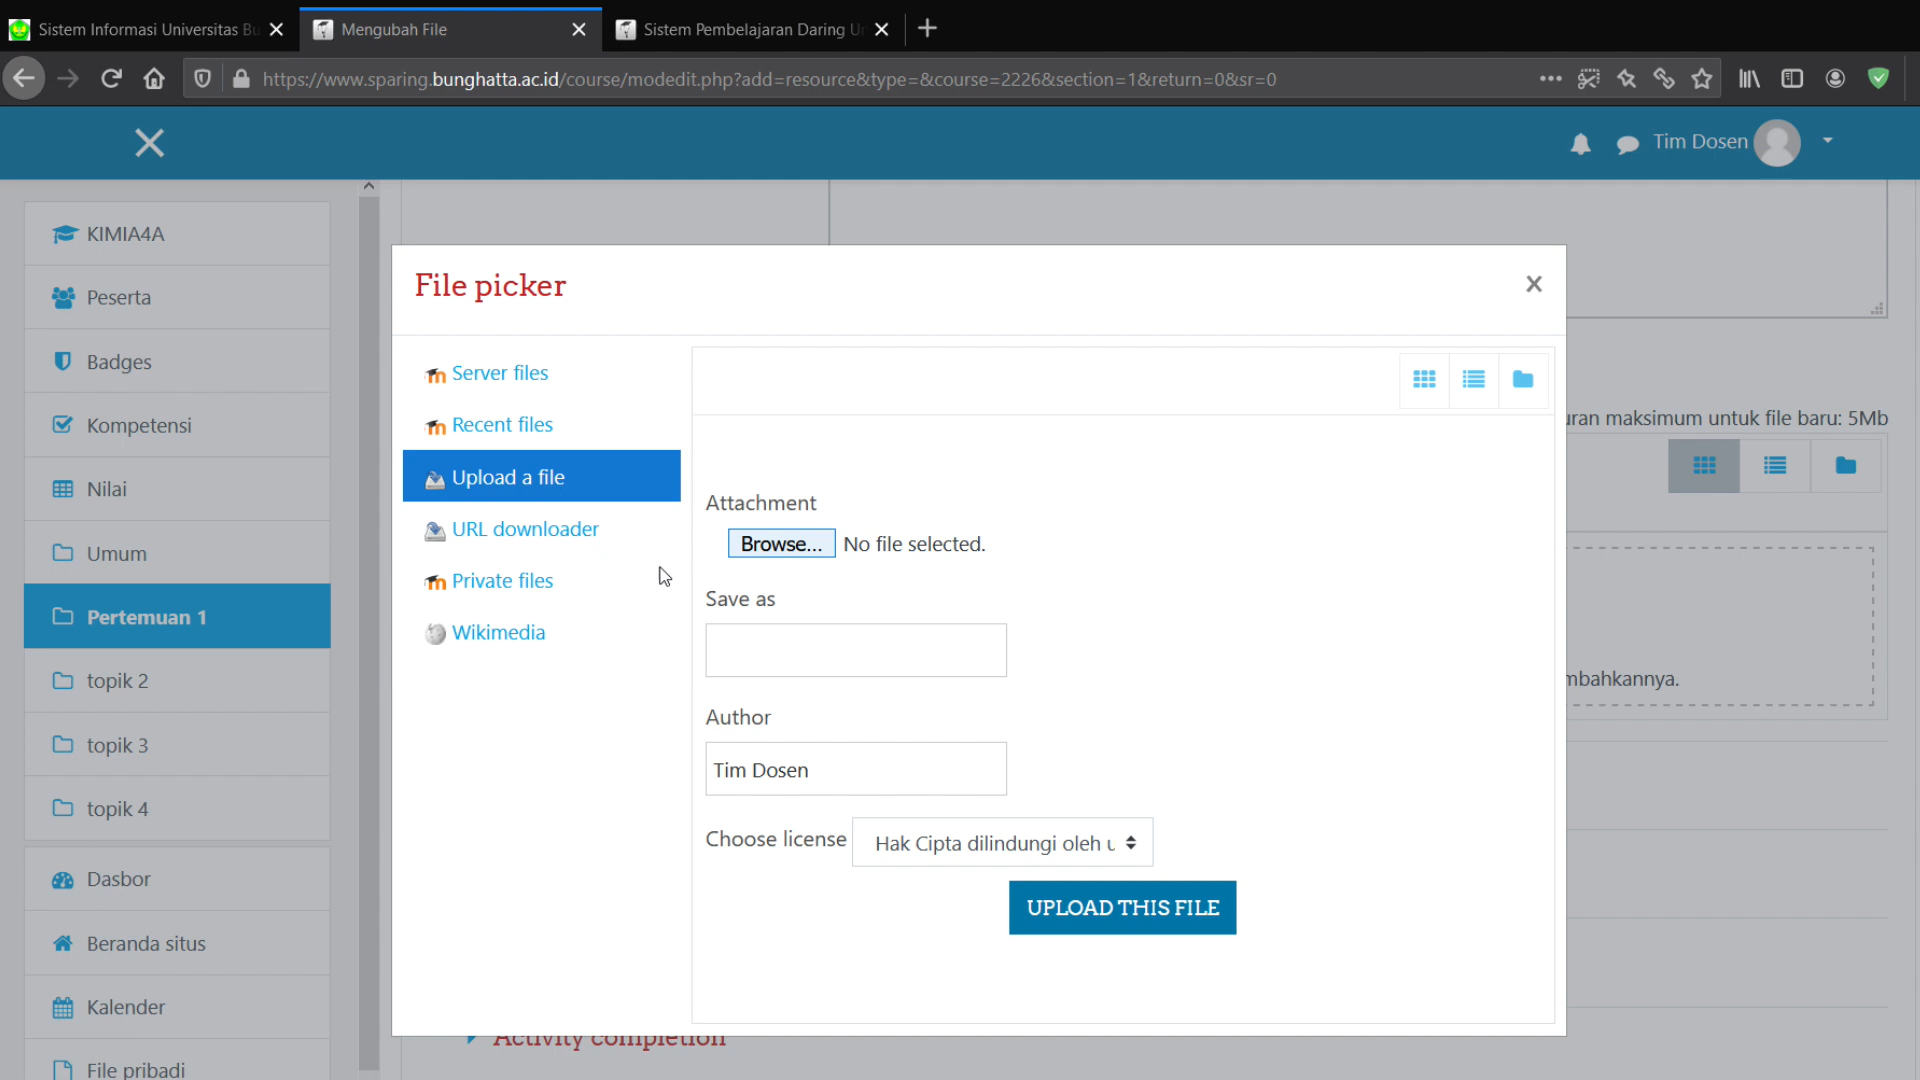 Sistem Informasi Universitas Bu
Mengubah File
Sistem Pembelajaran Daring Un
https://www.sparing.bunghatta.ac.id/course/modedit.php?add=resource&type=&course=2226&section=1&return=0&sr=0
Tim Dosen
KIMIA4A
Peserta
Badges
Kompetensi
Nilai
Umum
Pertemuan 1
topik 2
topik 3
topik 4
Dasbor
Beranda situs
Kalender
File pribadi
File picker
Server files
Recent files
Upload a file
URL downloader
Private files
Wikimedia
Attachment
Browse... No file selected.
Save as
Author
Tim Dosen
Choose license Hak Cipta dilindungi oleh u
UPLOAD THIS FILE
uran maksimum untuk file baru: 5Mb
mbahkannya.
Activity completion